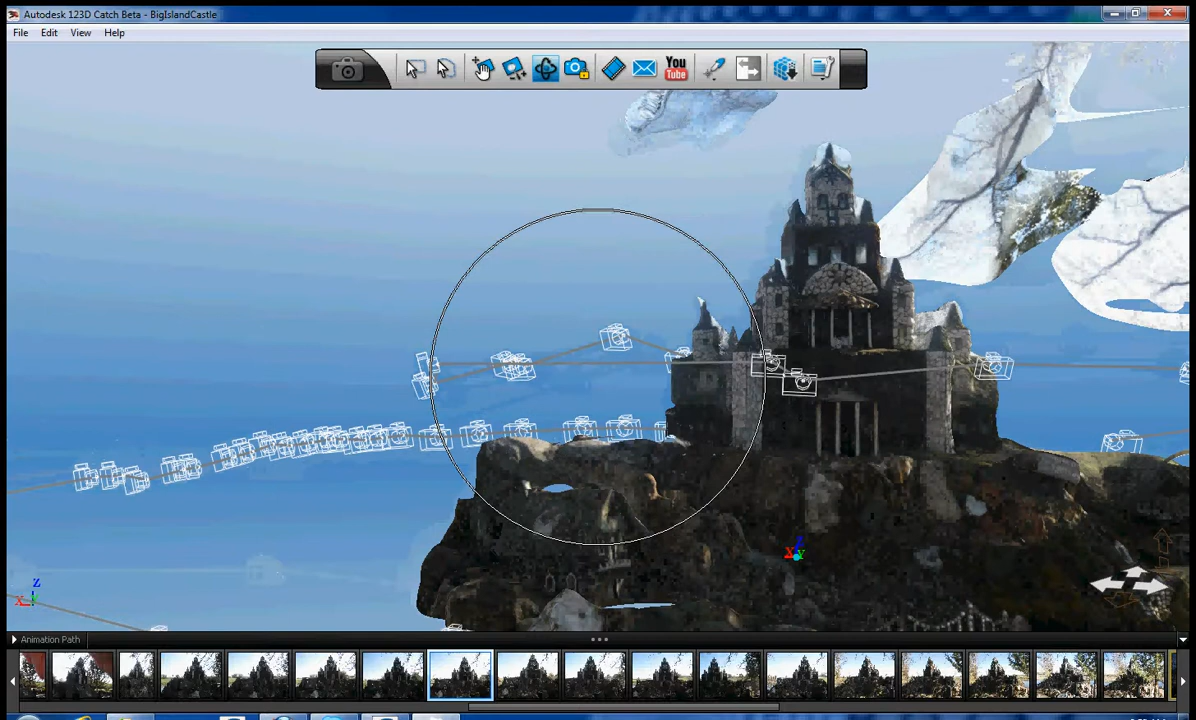 Autodesk 123D Catch Beta - BigIslandCastle
File Edit View Help
You
Tube
Z
X Y
Z
X Y
Animation Path